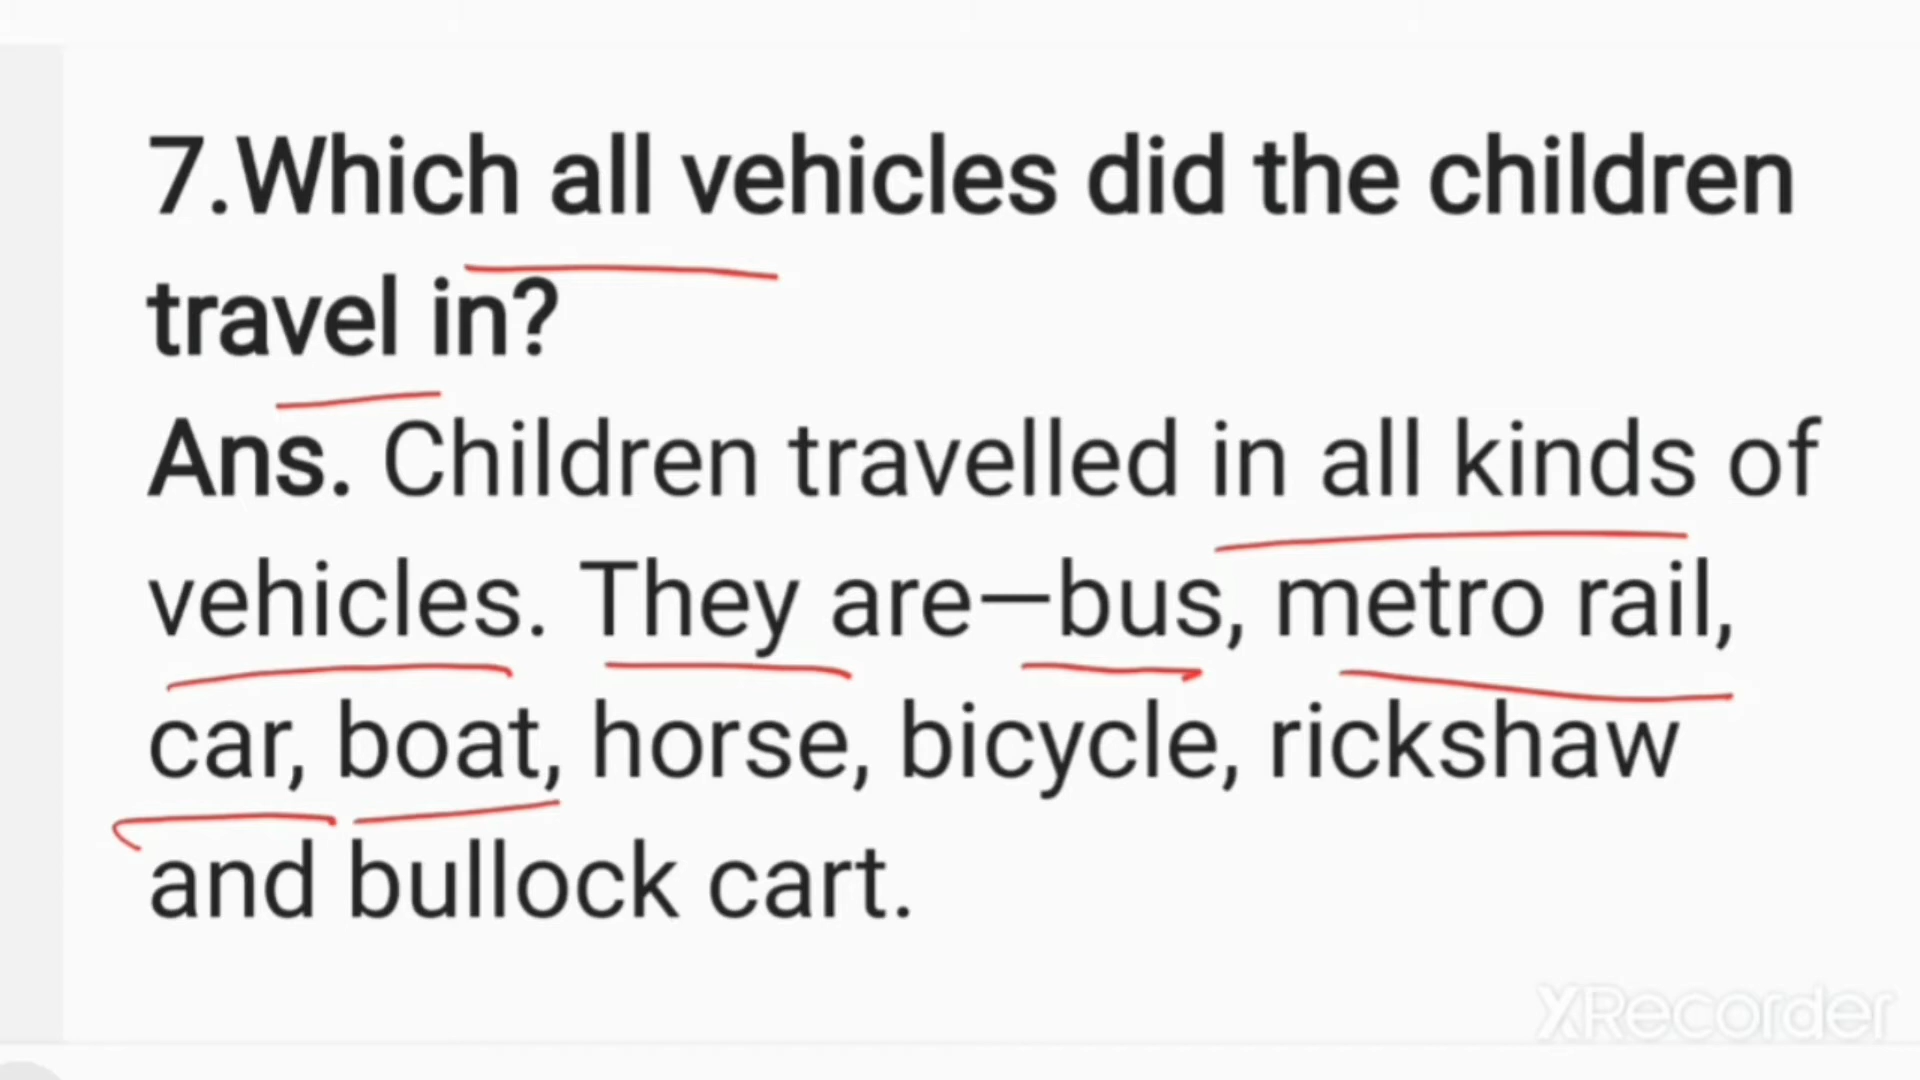 7.Which all vehicles did the children
travel in?
Ans. Children travelled in all kinds of
vehicles. They are—bus, metro rail,
car, boat, horse, bicycle, rickshaw
and bullock cart.
XRecorder